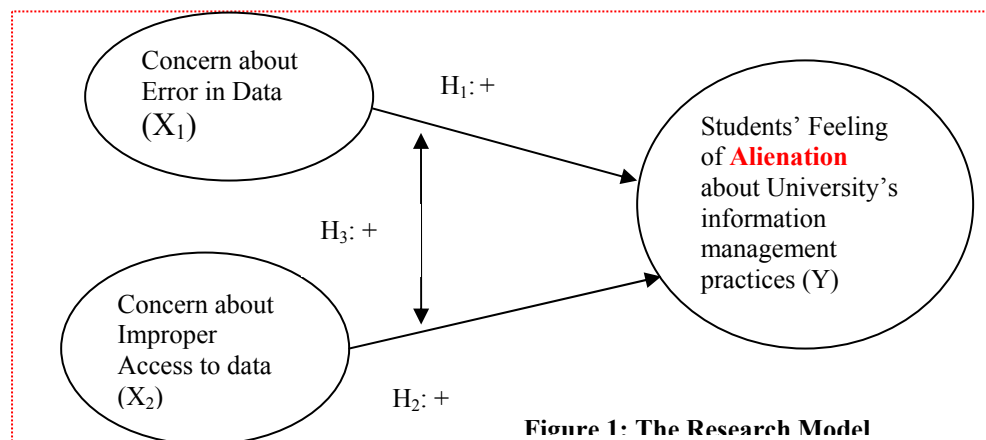 Concern about
Error in Data
(X₁)
H₁: +
Students’ Feeling
of Alienation
about University’s
information
management
practices (Y)
H₃: +
Concern about
Improper
Access to data
(X₂)
H₂: +
Figure 1: The Research Model